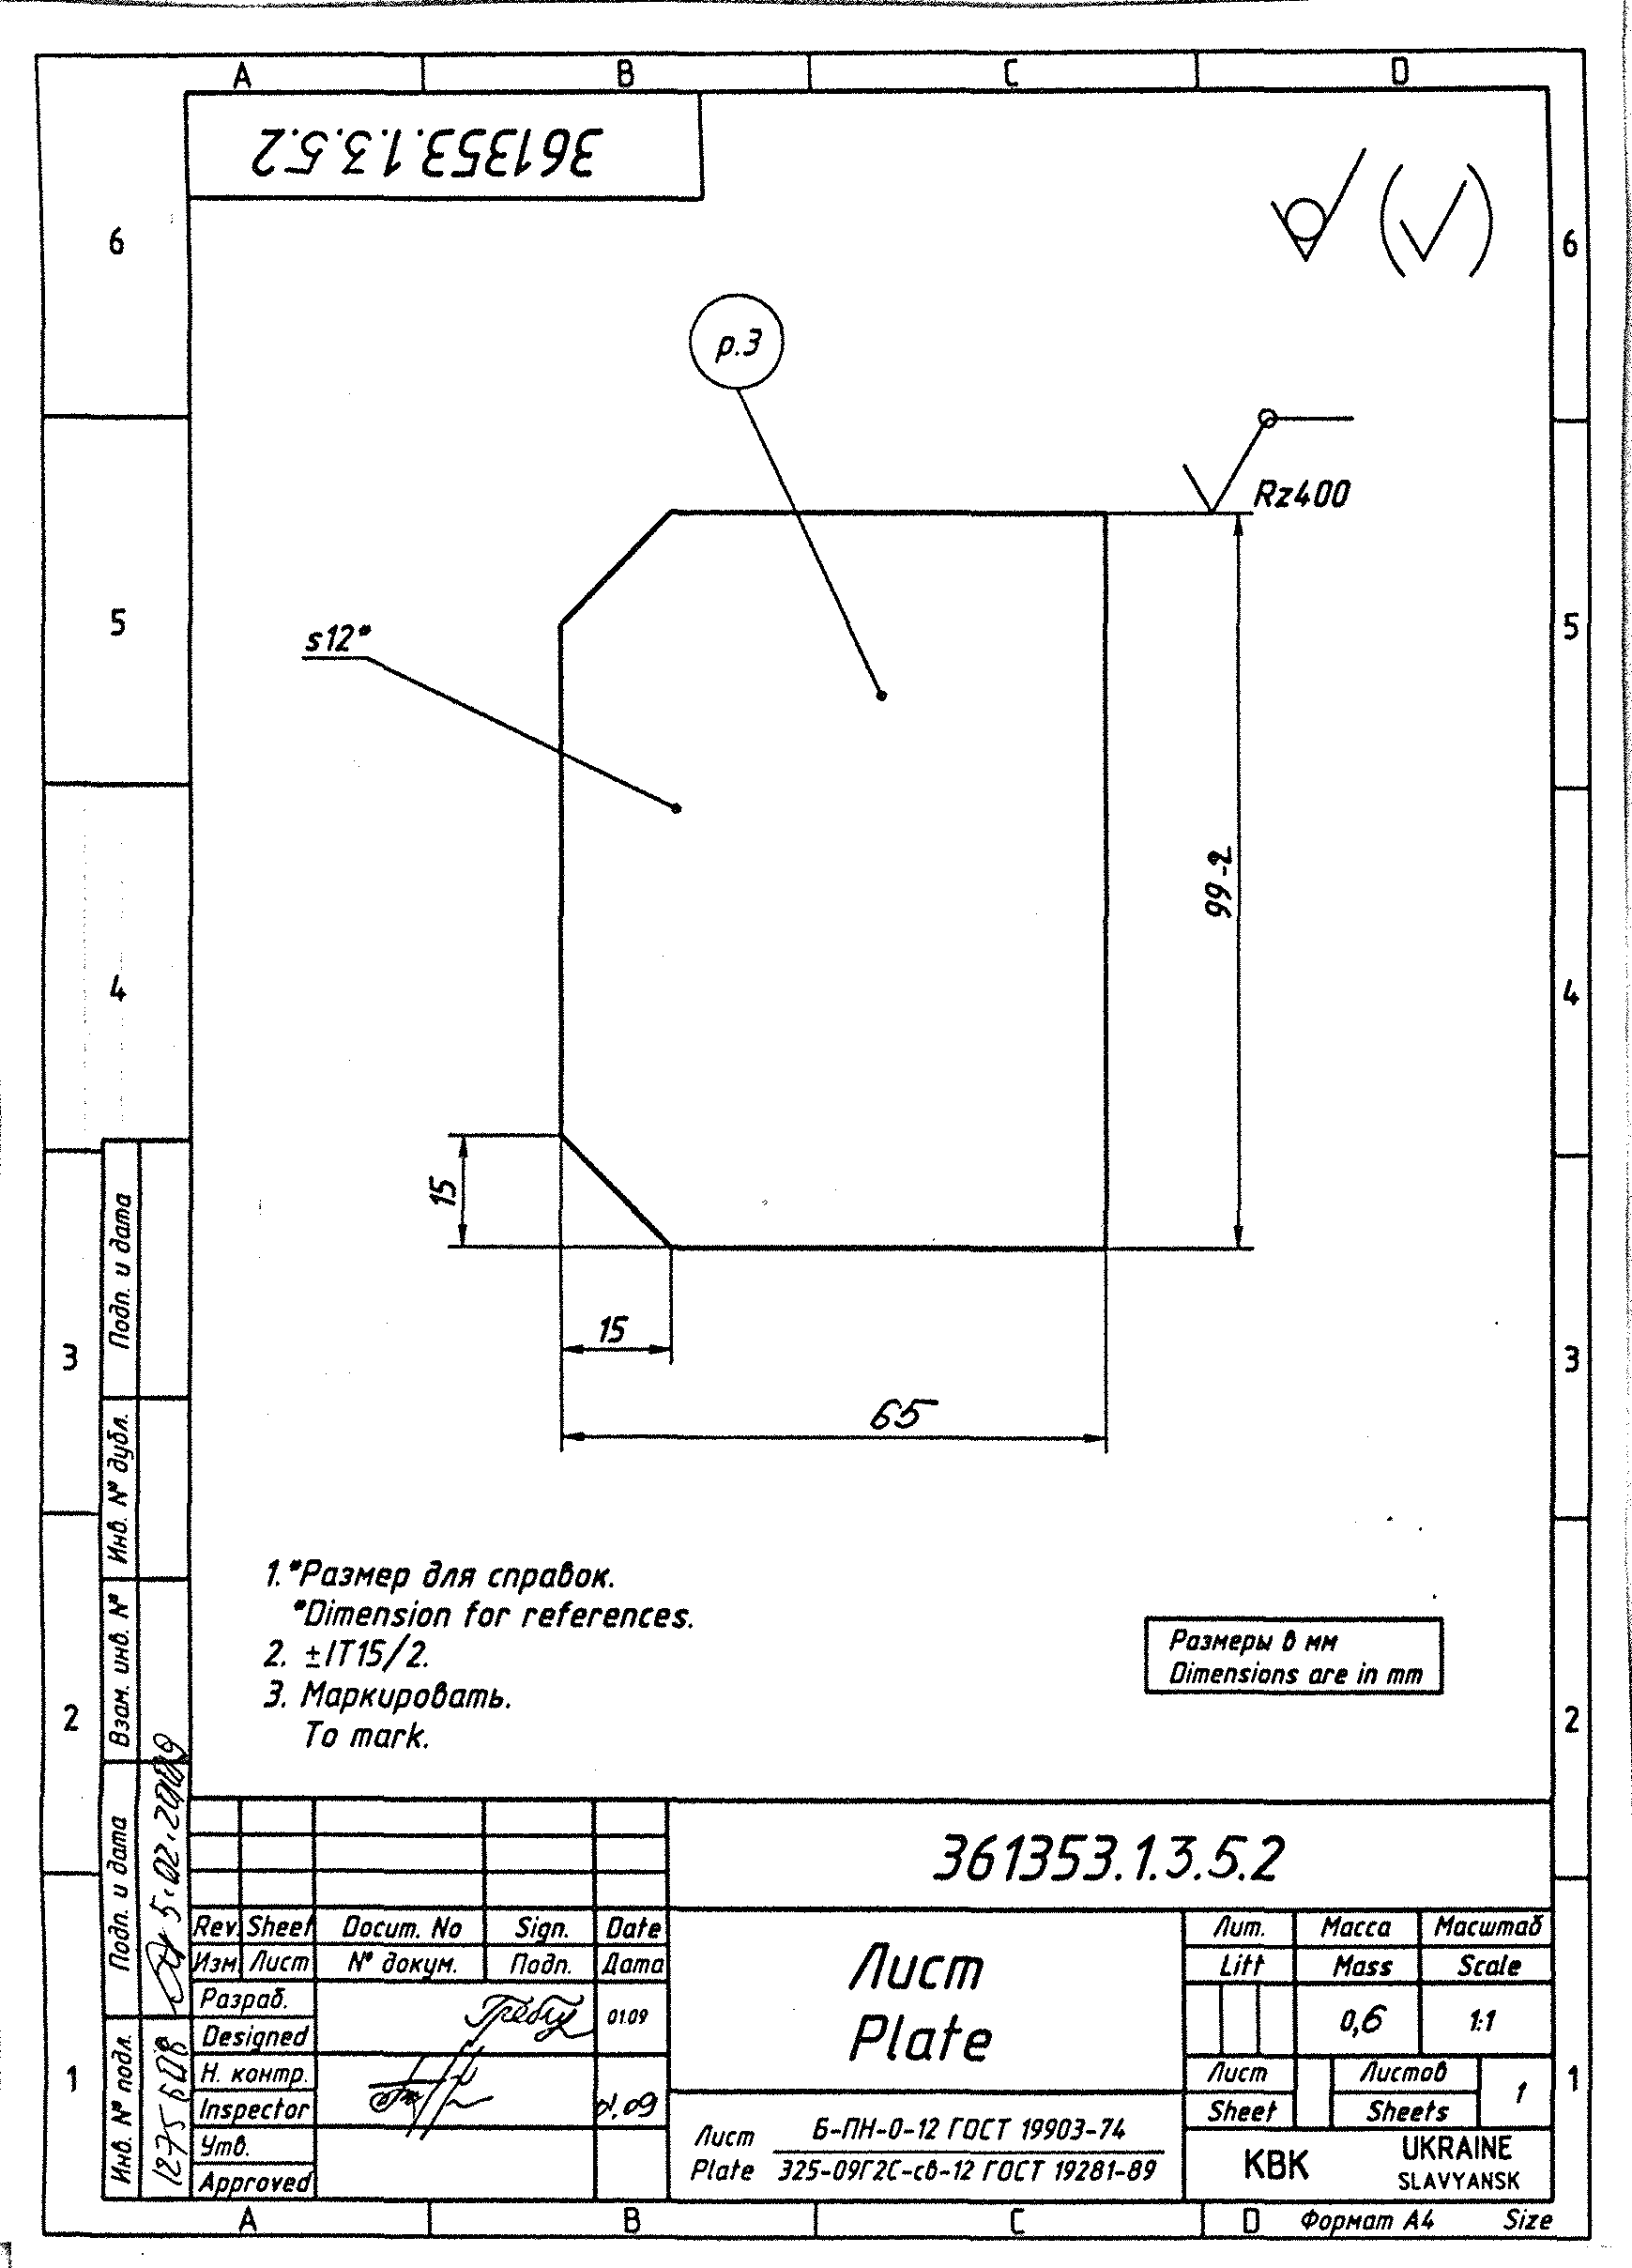 A B C D
361353.1.3.5.2
6 6
p.3
Rz400
5 5
s12*
99-2
4 4
15
15
65
3 3
1.*Размер для справок.
*Dimension for references.
2. ±IT15/2.
3. Маркировать.
To mark.
Размеры в мм
Dimensions are in mm
2 2
Подп. и дата
Инв. № дубл.
Взам. инв. №
Подп. и дата
5.02.2009
Инв. № подл.
361353.1.3.5.2
Rev. Sheet Docum. No Sign. Date
Изм. Лист № докум. Подп. Дата
Разраб.
Designed
01.09
Н. контр.
Inspector
01.09
Утв.
Approved
Лист
Plate
Лит. Масса Масштаб
Litt Mass Scale
0,6 1:1
Лист Листов
Sheet Sheets
1
Лист Б-ПН-0-12 ГОСТ 19903-74
Plate 325-09Г2С-св-12 ГОСТ 19281-89
КВК UKRAINE
SLAVYANSK
1 1
A B C D
Формат А4 Size